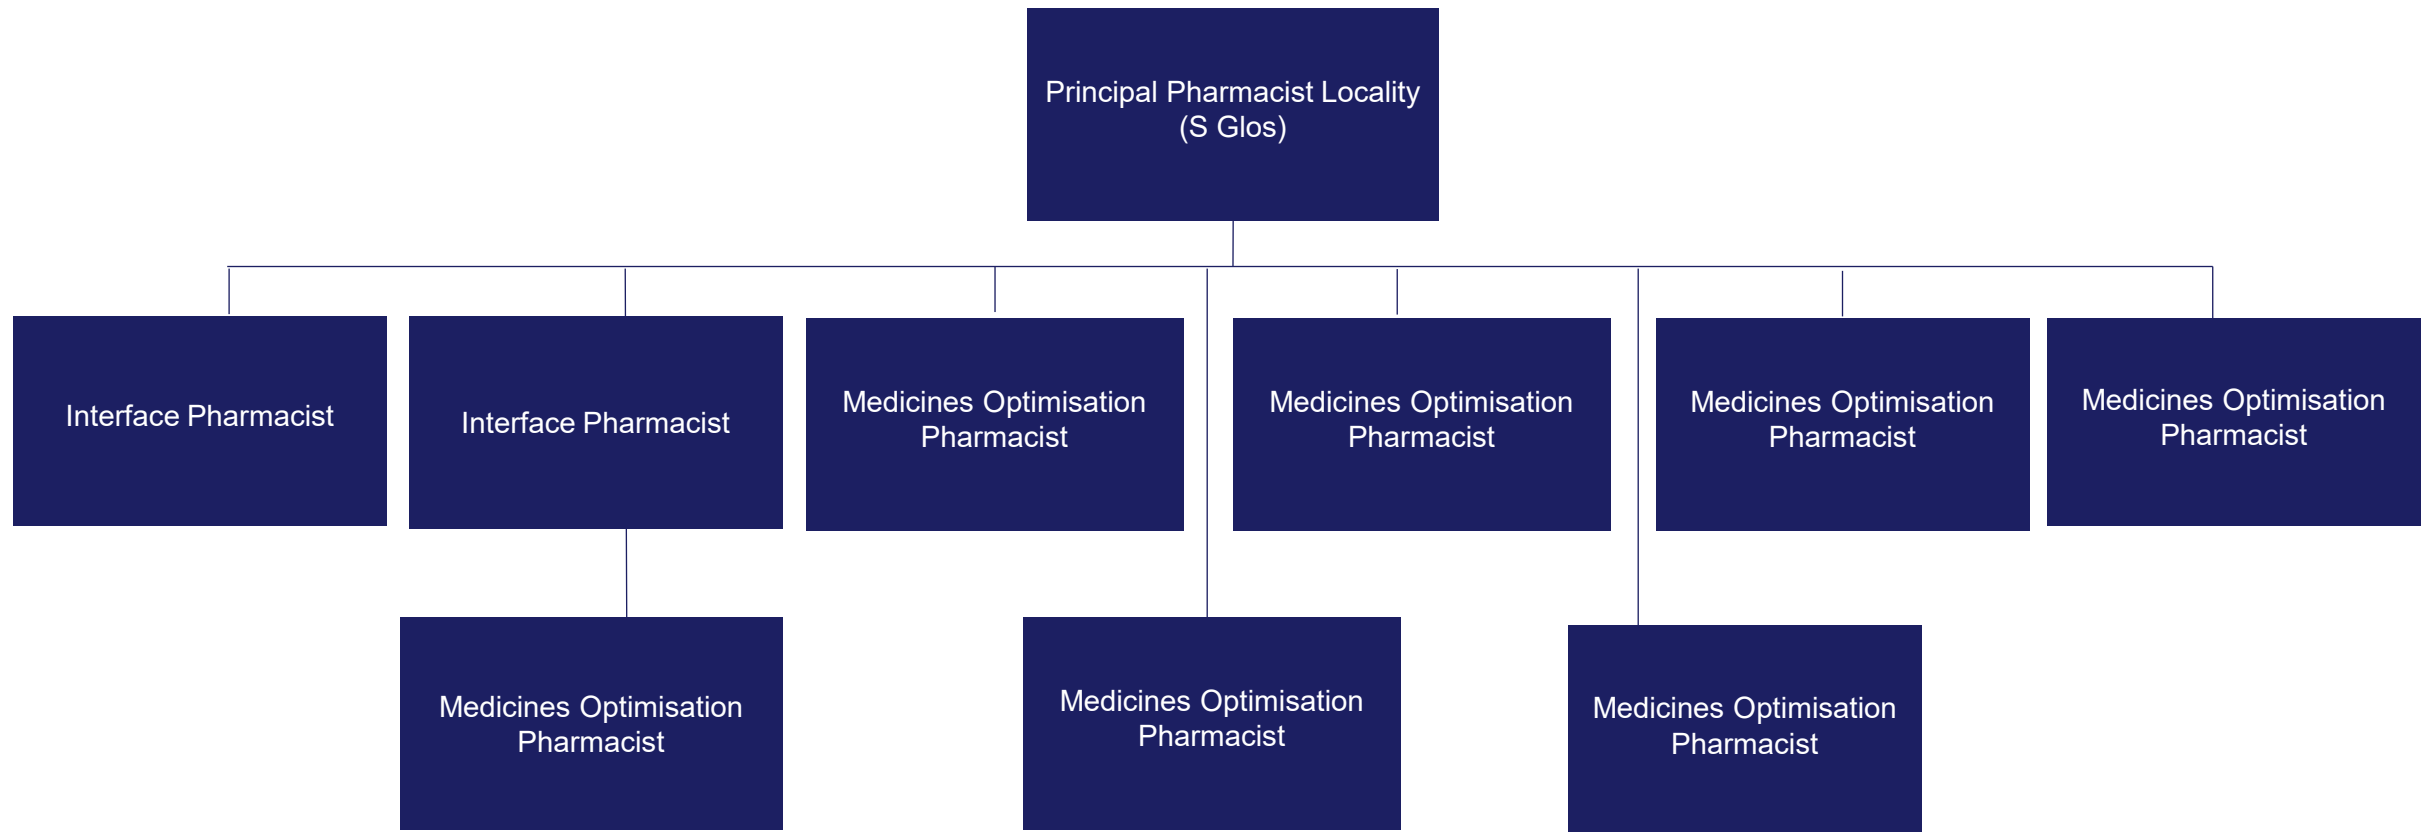 Principal Pharmacist Locality
(S Glos)
Interface Pharmacist
Interface Pharmacist
Medicines Optimisation
Pharmacist
Medicines Optimisation
Pharmacist
Medicines Optimisation
Pharmacist
Medicines Optimisation
Pharmacist
Medicines Optimisation
Pharmacist
Medicines Optimisation
Pharmacist
Medicines Optimisation
Pharmacist